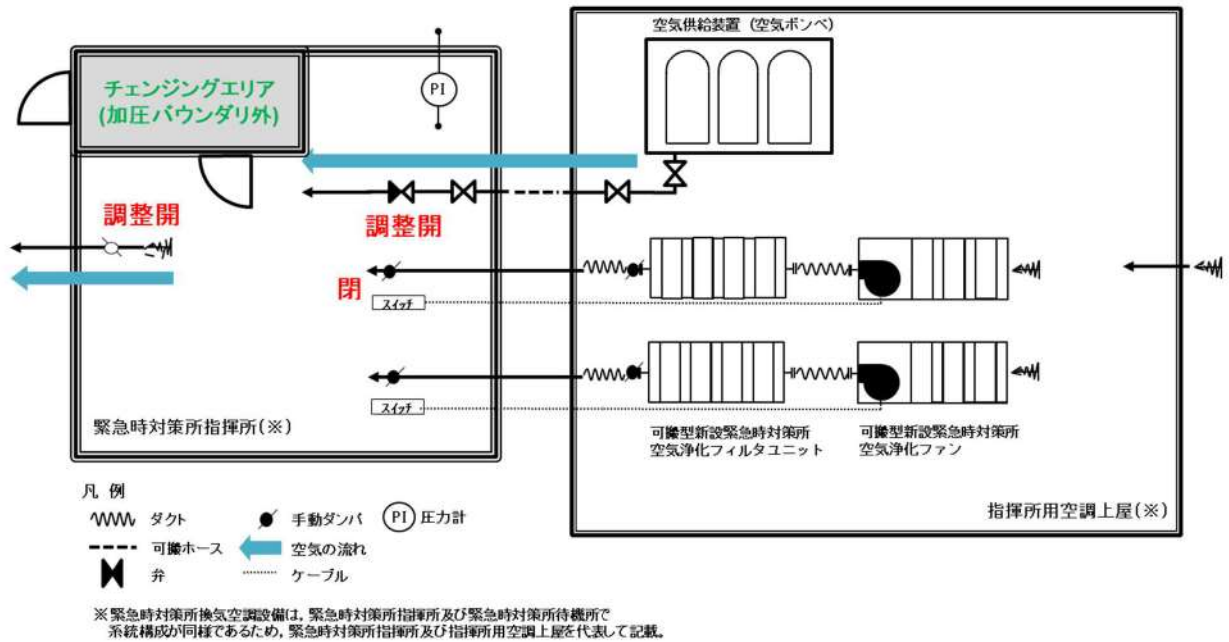 空気供給装置 (空気ボンベ)
チェンジングエリア
(加圧バウンダリ外)
PI
調整開
調整開
閉
スイッチ
スイッチ
緊急時対策所指揮所(※)
可搬型新設緊急時対策所
空気浄化フィルタユニット
可搬型新設緊急時対策所
空気浄化ファン
指揮所用空調上屋(※)
凡 例
ダクト
手動ダンパ
PI
圧力計
可搬ホース
空気の流れ
弁
ケーブル
※ 緊急時対策所換気空調設備は，緊急時対策所指揮所及び緊急時対策所待機所で
系統構成が同様であるため，緊急時対策所指揮所及び指揮所用空調上屋を代表して記載。